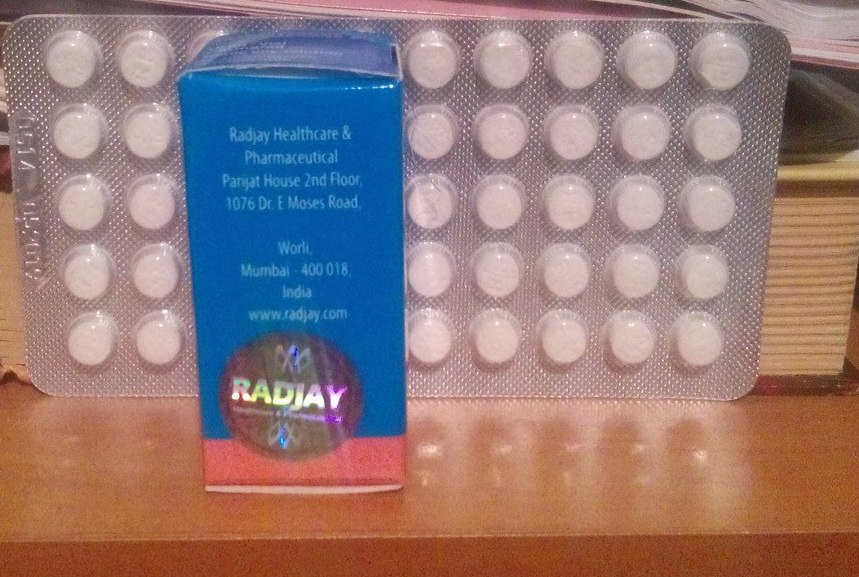 Radjay Healthcare &
Pharmaceutical
Parijat House 2nd Floor,
1076 Dr. E Moses Road,
Worli,
Mumbai - 400 018,
India
www.radjay.com
RADJAY